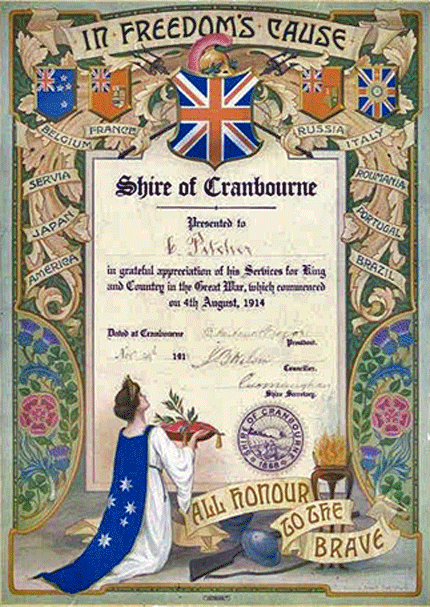 IN FREEDOM'S CAUSE
BELGIUM
FRANCE
RUSSIA
ITALY
SERVIA
ROUMANIA
JAPAN
PORTUGAL
AMERICA
BRAZIL
Shire of Cranbourne
Presented to
Pitcher
in grateful appreciation of his Services for King
and Country in the Great War, which commenced
on 4th August, 1914
Dated at Cranbourne
President.
Nov 191
Councillor.
Shire Secretary.
SHIRE OF CRANBOURNE
1868
ALL HONOUR
TO THE
BRAVE